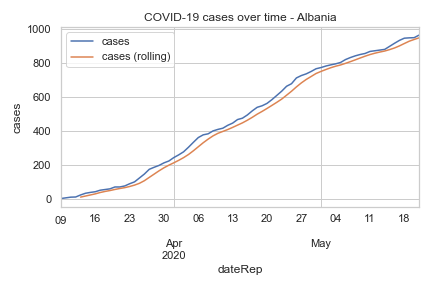 COVID-19 cases over time - Albania
cases
cases (rolling)
1000
800
600
400
200
0
cases
09 16 23 30 06 13 20 27 04 11 18
Apr May
2020
dateRep